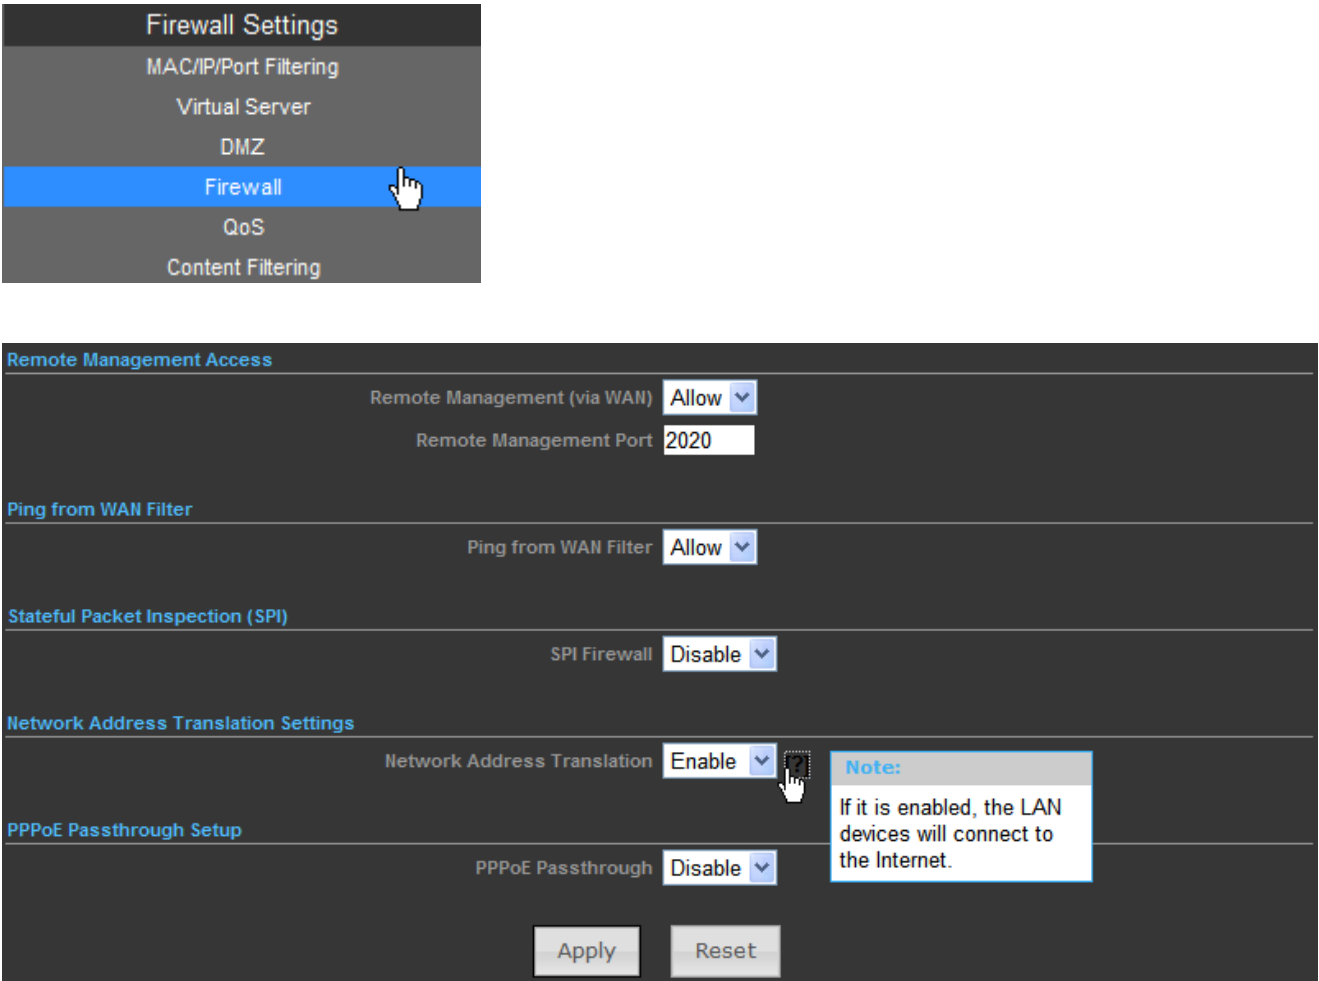 Firewall Settings
MAC/IP/Port Filtering
Virtual Server
DMZ
Firewall
QoS
Content Filtering
Remote Management Access
Remote Management (via WAN) Allow
Remote Management Port 2020
Ping from WAN Filter
Ping from WAN Filter Allow
Stateful Packet Inspection (SPI)
SPI Firewall Disable
Network Address Translation Settings
Network Address Translation Enable ?
Note:
If it is enabled, the LAN
devices will connect to
the Internet.
PPPoE Passthrough Setup
PPPoE Passthrough Disable
Apply Reset